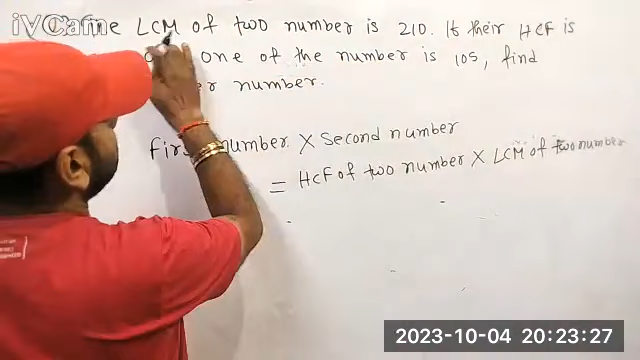 iVCam
LCM of two number is 210. If their HCF is
one of the number is 105, find
number.
First number X Second number
= HCF of two number X LCM of two number
2023-10-04 20:23:27